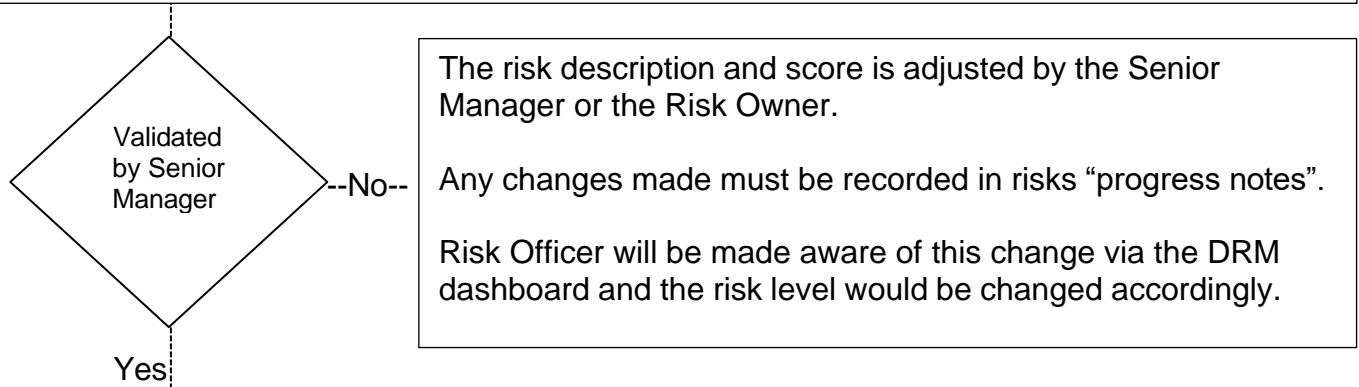 Validated
by Senior
Manager
--No--
The risk description and score is adjusted by the Senior
Manager or the Risk Owner.
Any changes made must be recorded in risks “progress notes”.
Risk Officer will be made aware of this change via the DRM
dashboard and the risk level would be changed accordingly.
Yes